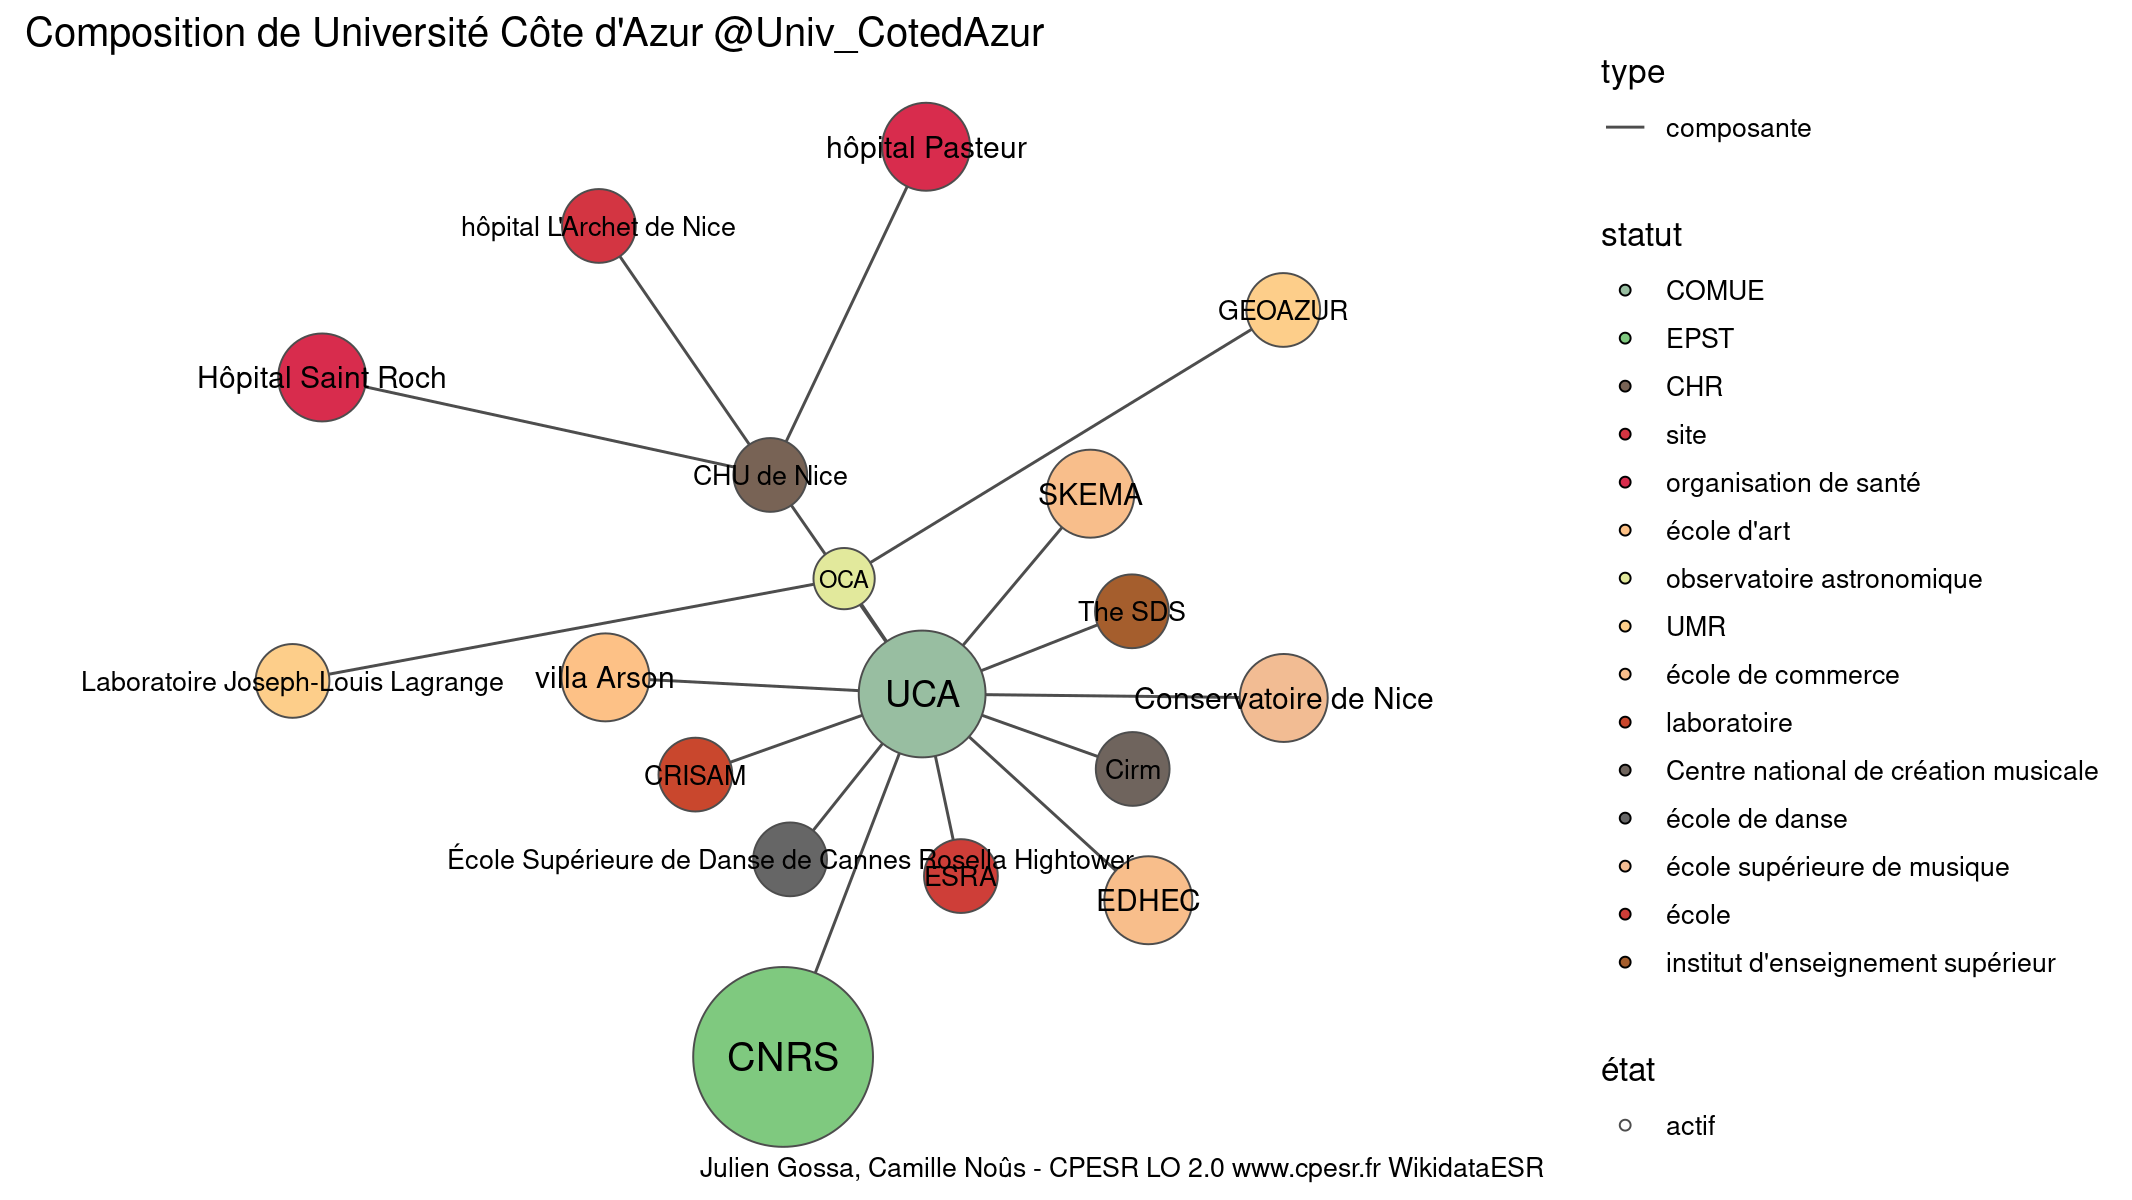 Composition de Université Côte d'Azur @Univ_CotedAzur
hôpital Pasteur
hôpital L'Archet de Nice
GEOAZUR
Hôpital Saint Roch
CHU de Nice
SKEMA
OCA
The SDS
Laboratoire Joseph-Louis Lagrange
villa Arson
UCA
Conservatoire de Nice
CRISAM
Cirm
École Supérieure de Danse de Cannes Rosella Hightower
ESRA
EDHEC
CNRS
type
composante
statut
COMUE
EPST
CHR
site
organisation de santé
école d'art
observatoire astronomique
UMR
école de commerce
laboratoire
Centre national de création musicale
école de danse
école supérieure de musique
école
institut d'enseignement supérieur
état
actif
Julien Gossa, Camille Noûs - CPESR LO 2.0 www.cpesr.fr WikidataESR